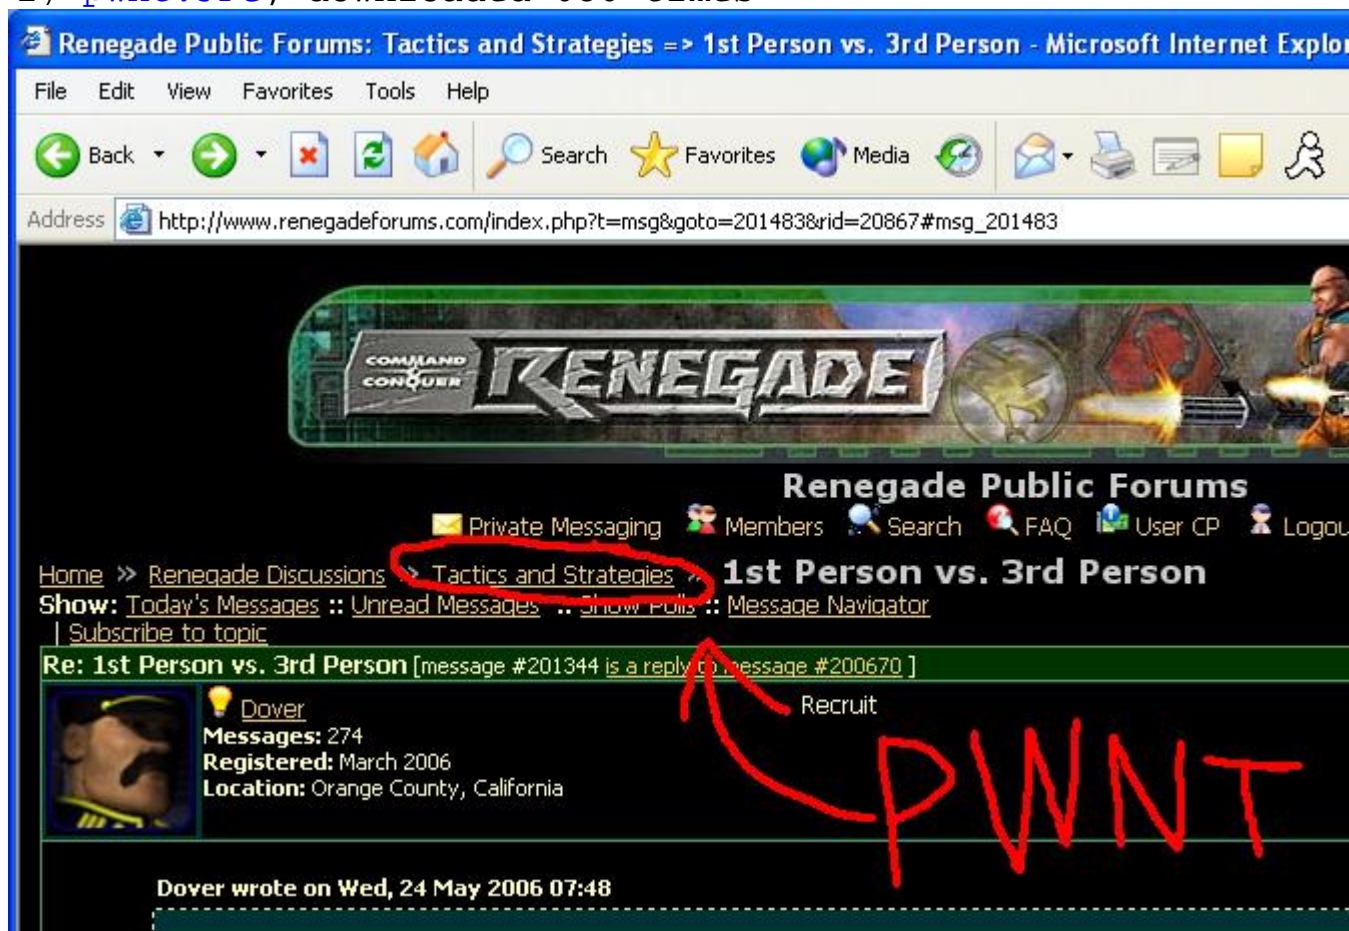 Renegade Public Forums: Tactics and Strategies => 1st Person vs. 3rd Person - Microsoft Internet Explor
File Edit View Favorites Tools Help
Back Search Favorites Media
Address http://www.renegadeforums.com/index.php?t=msg&goto=201483&rid=20867#msg_201483
COMMAND & CONQUER RENEGADE
Renegade Public Forums
Private Messaging Members Search FAQ User CP Logou
Home » Renegade Discussions » Tactics and Strategies » 1st Person vs. 3rd Person
Show: Today's Messages :: Unread Messages :: Show Polls :: Message Navigator
| Subscribe to topic
Re: 1st Person vs. 3rd Person [message #201344 is a reply to message #200670 ]
Dover Recruit
Messages: 274
Registered: March 2006
Location: Orange County, California
PWNT
Dover wrote on Wed, 24 May 2006 07:48